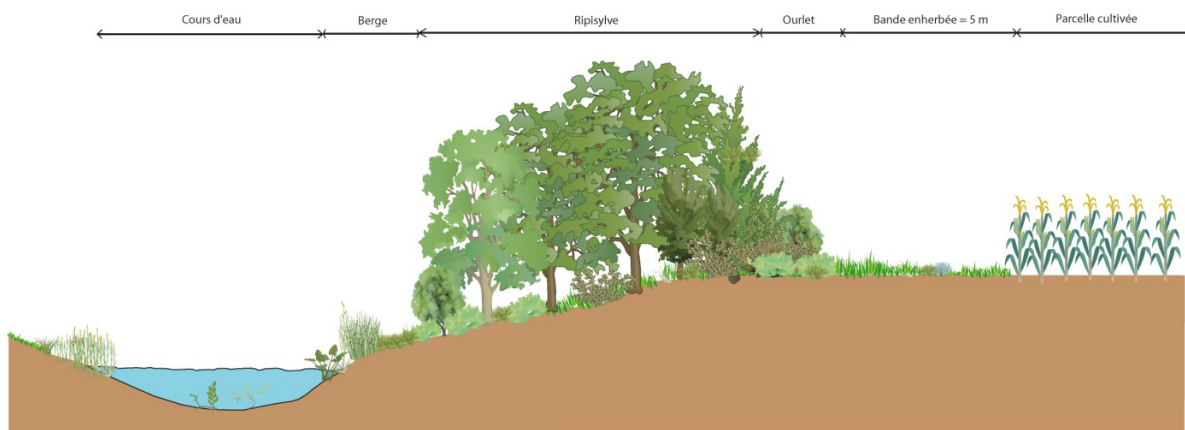 Cours d'eau
Berge
Ripisylve
Ourlet
Bande enherbée = 5 m
Parcelle cultivée